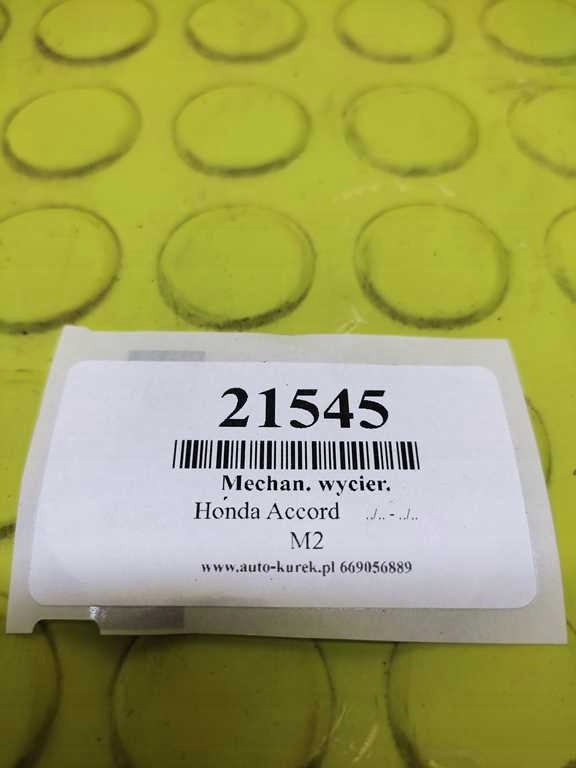 21545
Mechan. wycier.
Honda Accord ../.. - ../..
M2
www.auto-kurek.pl 669056889